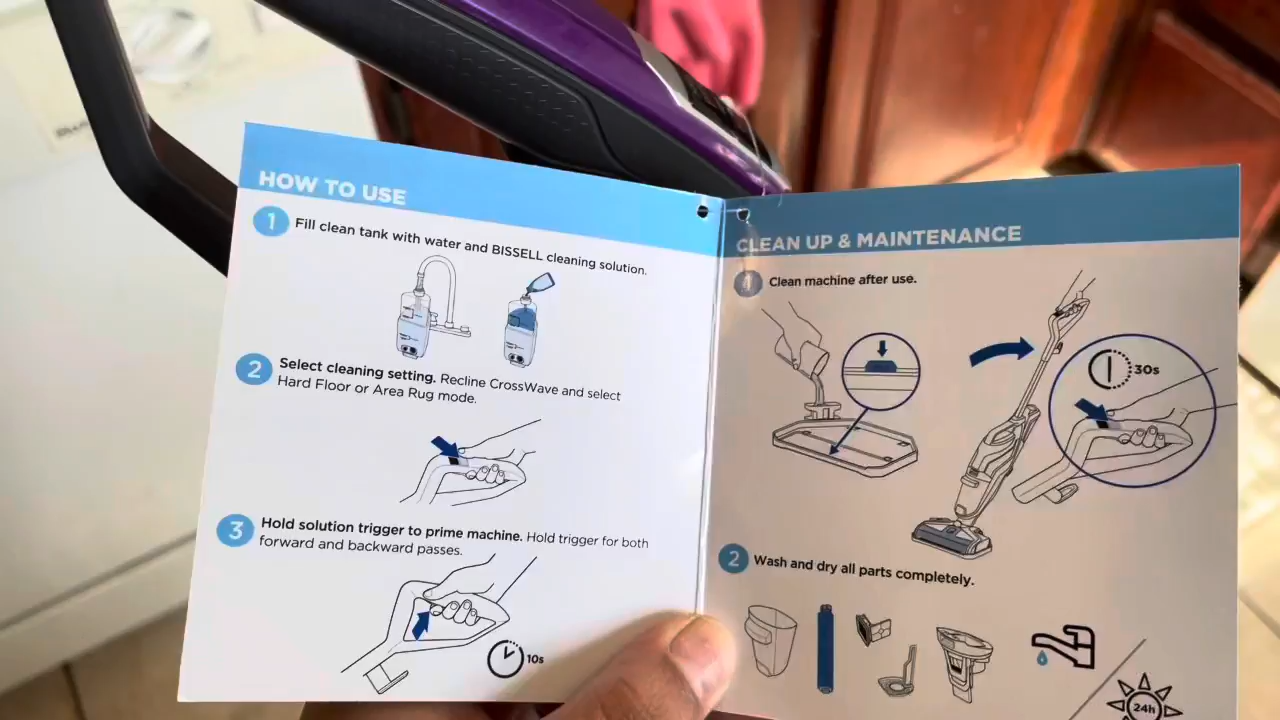 HOW TO USE
1
Fill clean tank with water and BISSELL cleaning solution.
2
Select cleaning setting. Recline CrossWave and select
Hard Floor or Area Rug mode.
3
Hold solution trigger to prime machine. Hold trigger for both
forward and backward passes.
10s
CLEAN UP & MAINTENANCE
1
Clean machine after use.
30s
2
Wash and dry all parts completely.
24h